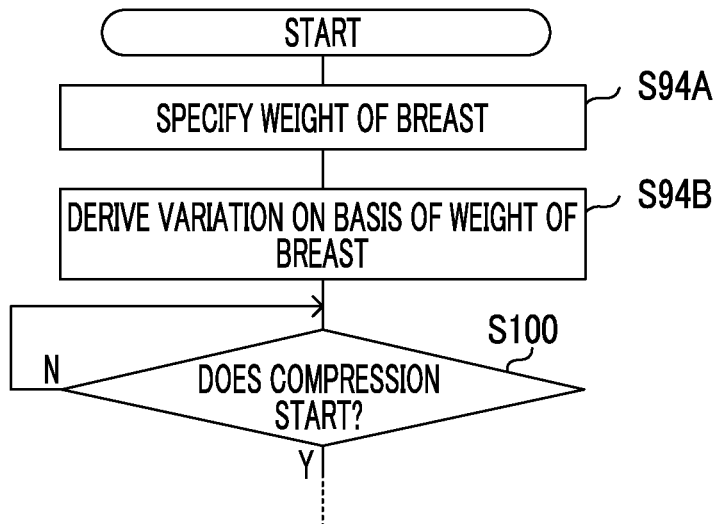 START
SPECIFY WEIGHT OF BREAST
S94A
DERIVE VARIATION ON BASIS OF WEIGHT OF
BREAST
S94B
S100
DOES COMPRESSION
START?
N
Y